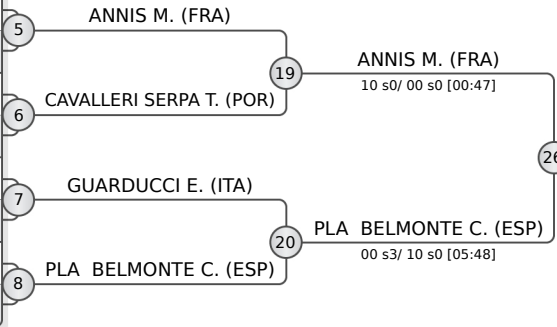 ANNIS M. (FRA)
5
19
ANNIS M. (FRA)
10 s0/ 00 s0 [00:47]
CAVALLERI SERPA T. (POR)
6
26
GUARDUCCI E. (ITA)
7
20
PLA  BELMONTE C. (ESP)
00 s3/ 10 s0 [05:48]
PLA  BELMONTE C. (ESP)
8